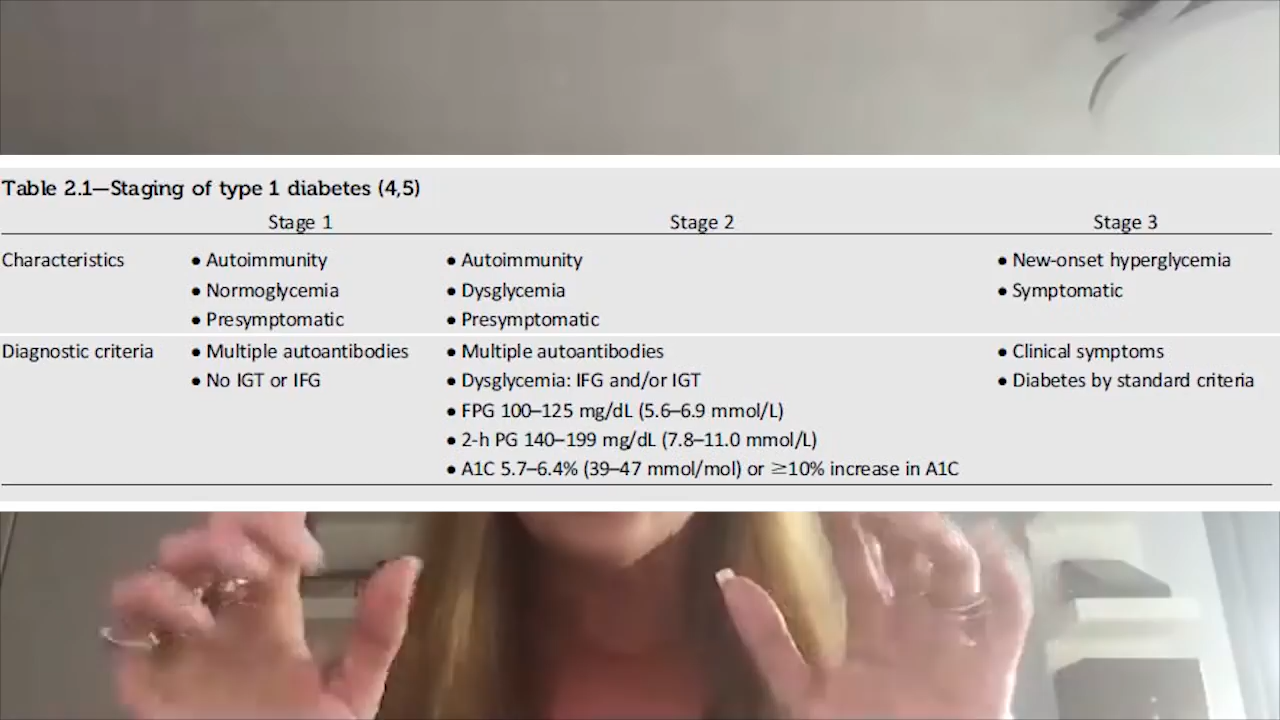 Table 2.1—Staging of type 1 diabetes (4,5)
Stage 1 Stage 2 Stage 3
Characteristics • Autoimmunity • Autoimmunity • New-onset hyperglycemia
• Normoglycemia • Dysglycemia • Symptomatic
• Presymptomatic • Presymptomatic
Diagnostic criteria • Multiple autoantibodies • Multiple autoantibodies • Clinical symptoms
• No IGT or IFG • Dysglycemia: IFG and/or IGT • Diabetes by standard criteria
• FPG 100–125 mg/dL (5.6–6.9 mmol/L)
• 2-h PG 140–199 mg/dL (7.8–11.0 mmol/L)
• A1C 5.7–6.4% (39–47 mmol/mol) or ≥10% increase in A1C